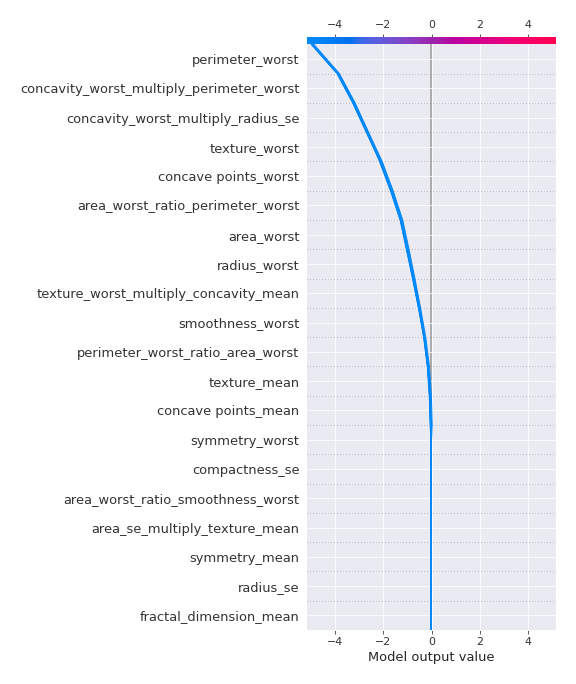 −4 −2 0 2 4
perimeter_worst
concavity_worst_multiply_perimeter_worst
concavity_worst_multiply_radius_se
texture_worst
concave points_worst
area_worst_ratio_perimeter_worst
area_worst
radius_worst
texture_worst_multiply_concavity_mean
smoothness_worst
perimeter_worst_ratio_area_worst
texture_mean
concave points_mean
symmetry_worst
compactness_se
area_worst_ratio_smoothness_worst
area_se_multiply_texture_mean
symmetry_mean
radius_se
fractal_dimension_mean
−4 −2 0 2 4
Model output value